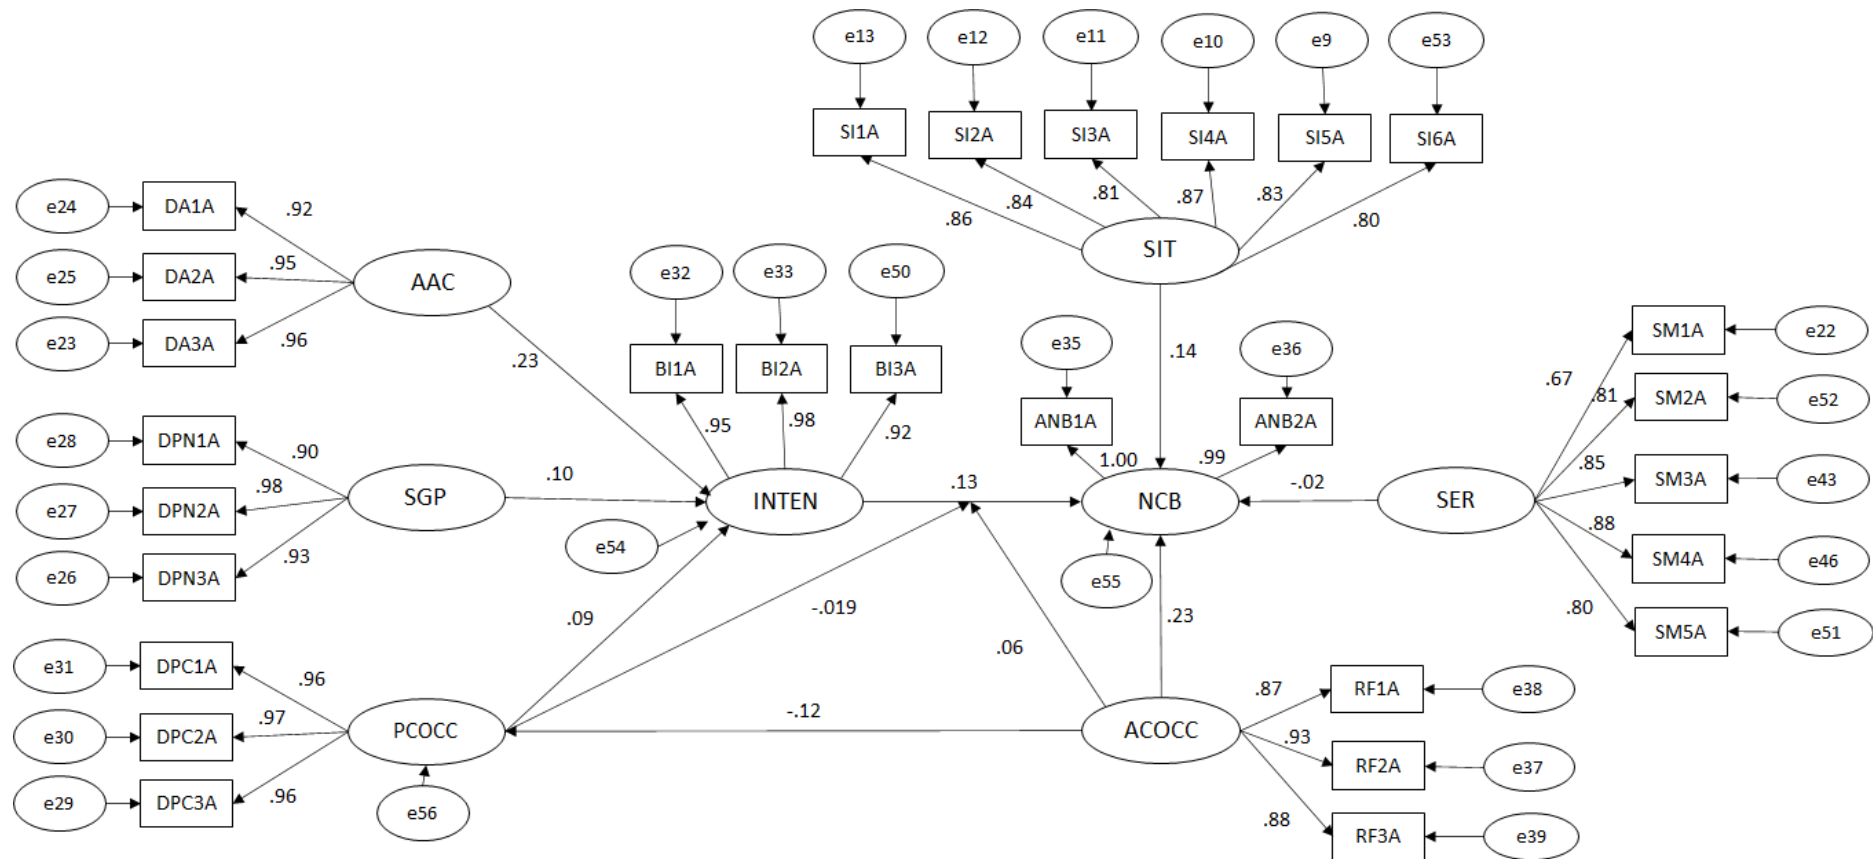 e13 e12 e11 e10 e9 e53
SI1A SI2A SI3A SI4A SI5A SI6A
.86 .84 .81 .87 .83 .80
SIT
e24 DA1A .92
e25 DA2A .95
e23 DA3A .96
AAC
.23
e32 e33 e50
BI1A BI2A BI3A
.95 .98 .92
e35 e36
ANB1A ANB2A
1.00 .99
.14
e28 DPN1A .90
e27 DPN2A .98
e26 DPN3A .93
SGP .10 INTEN .13 NCB -.02 SER
e54
e55
.67 SM1A e22
.81 SM2A e52
.85 SM3A e43
.88 SM4A e46
.80 SM5A e51
.09 -.019 .06 .23
e31 DPC1A .96
e30 DPC2A .97
e29 DPC3A .96
PCOCC -.12 ACOCC
e56
.87 RF1A e38
.93 RF2A e37
.88 RF3A e39